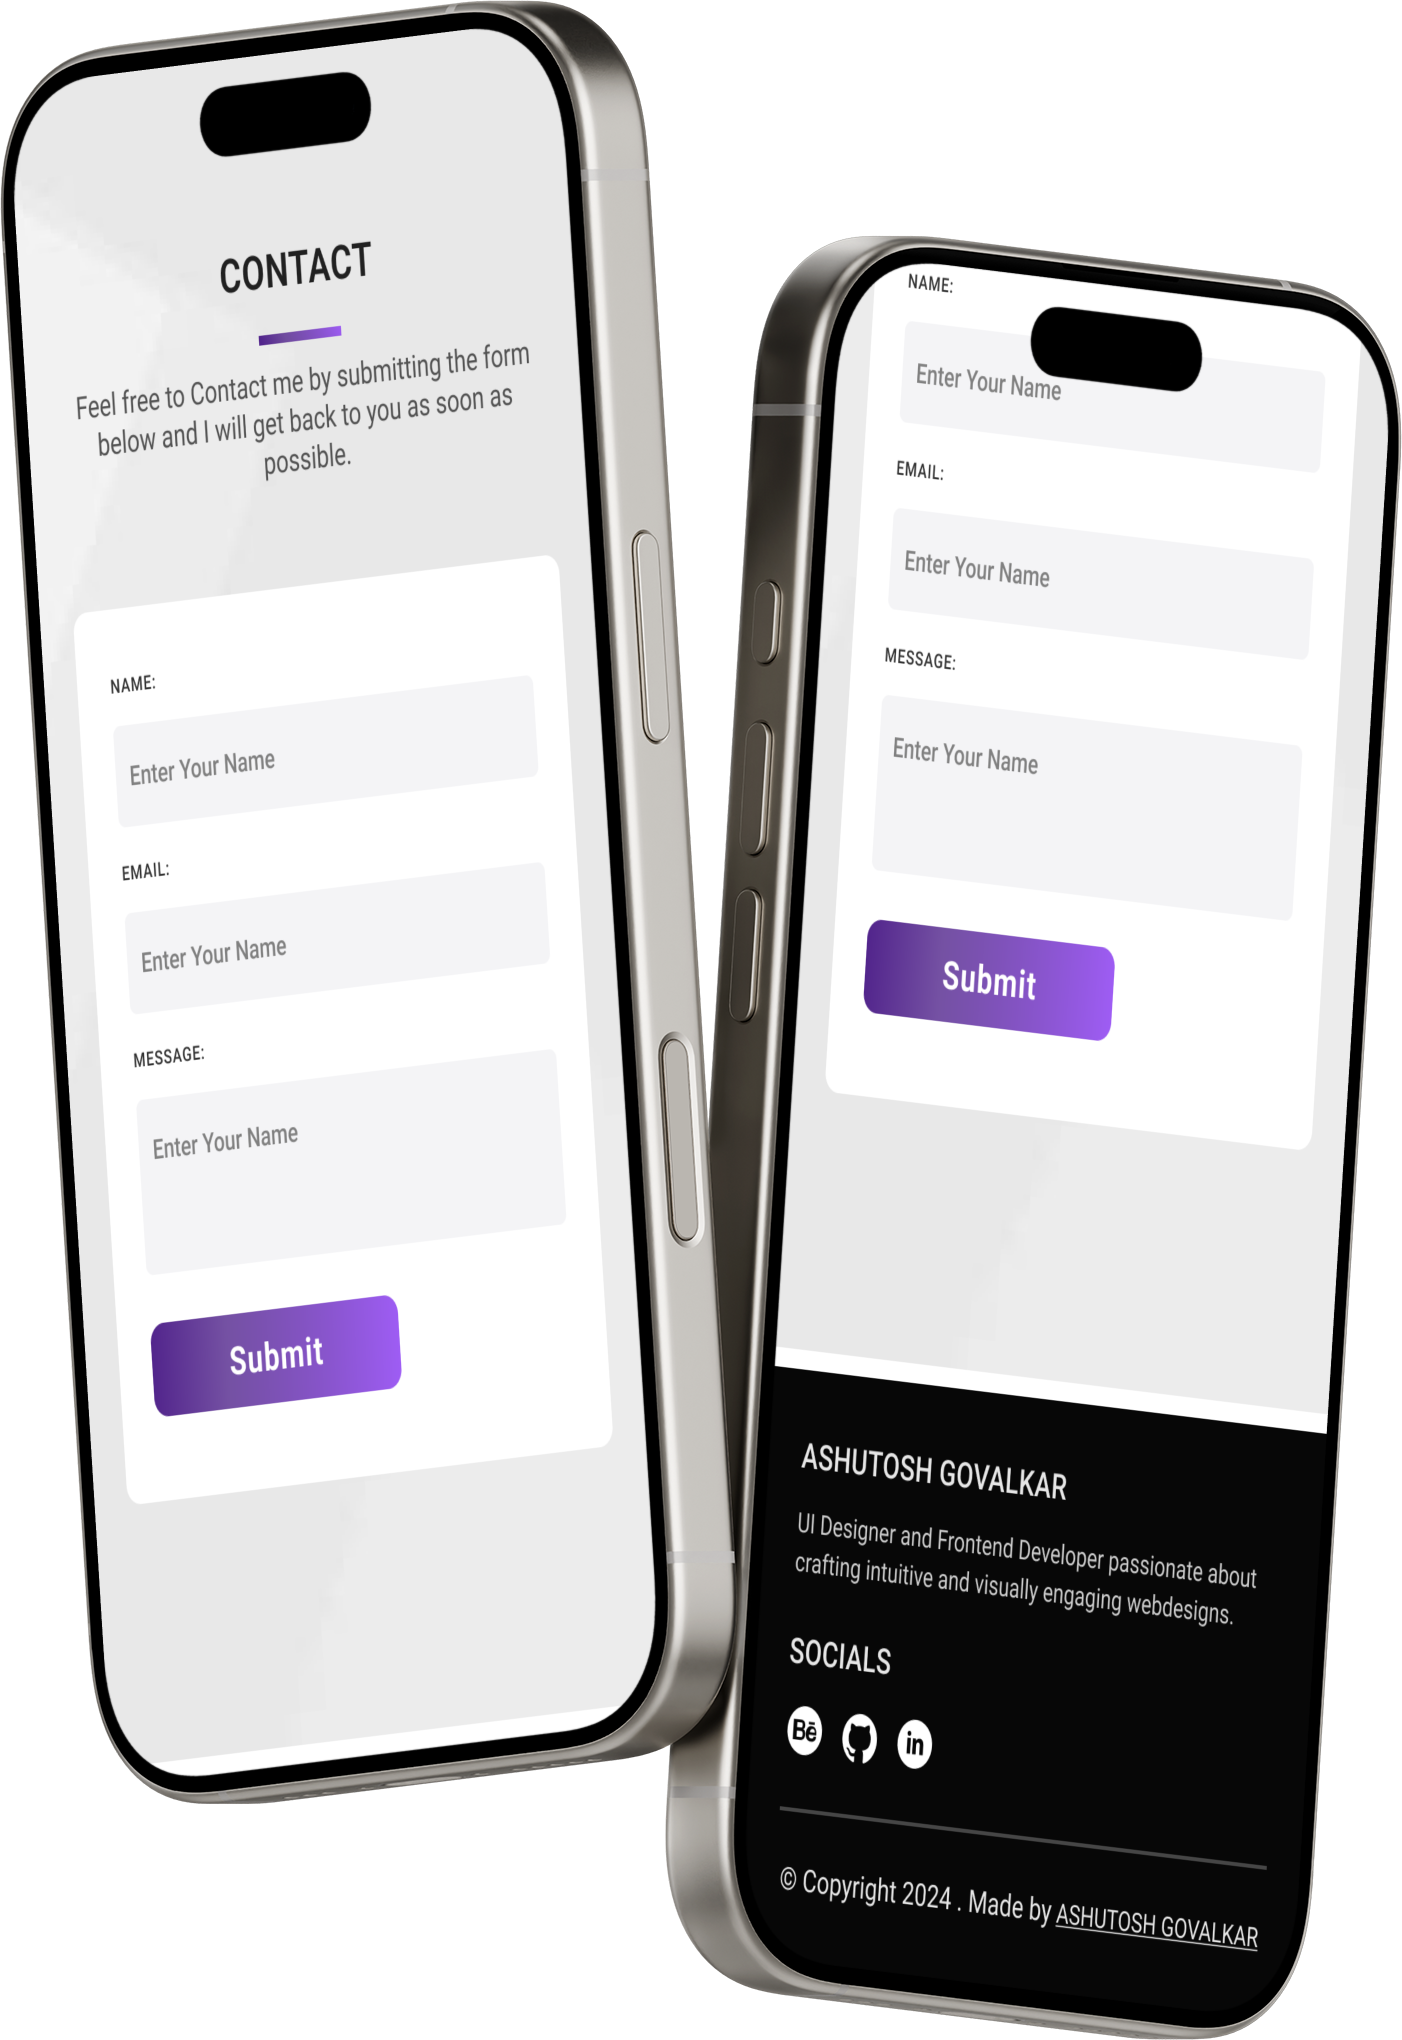 CONTACT
Feel free to Contact me by submitting the form
below and I will get back to you as soon as
possible.
NAME:
Enter Your Name
EMAIL:
Enter Your Name
MESSAGE:
Enter Your Name
Submit
NAME:
Enter Your Name
EMAIL:
Enter Your Name
MESSAGE:
Enter Your Name
Submit
ASHUTOSH GOVALKAR
UI Designer and Frontend Developer passionate about
crafting intuitive and visually engaging webdesigns.
SOCIALS
Bē in
© Copyright 2024 . Made by ASHUTOSH GOVALKAR